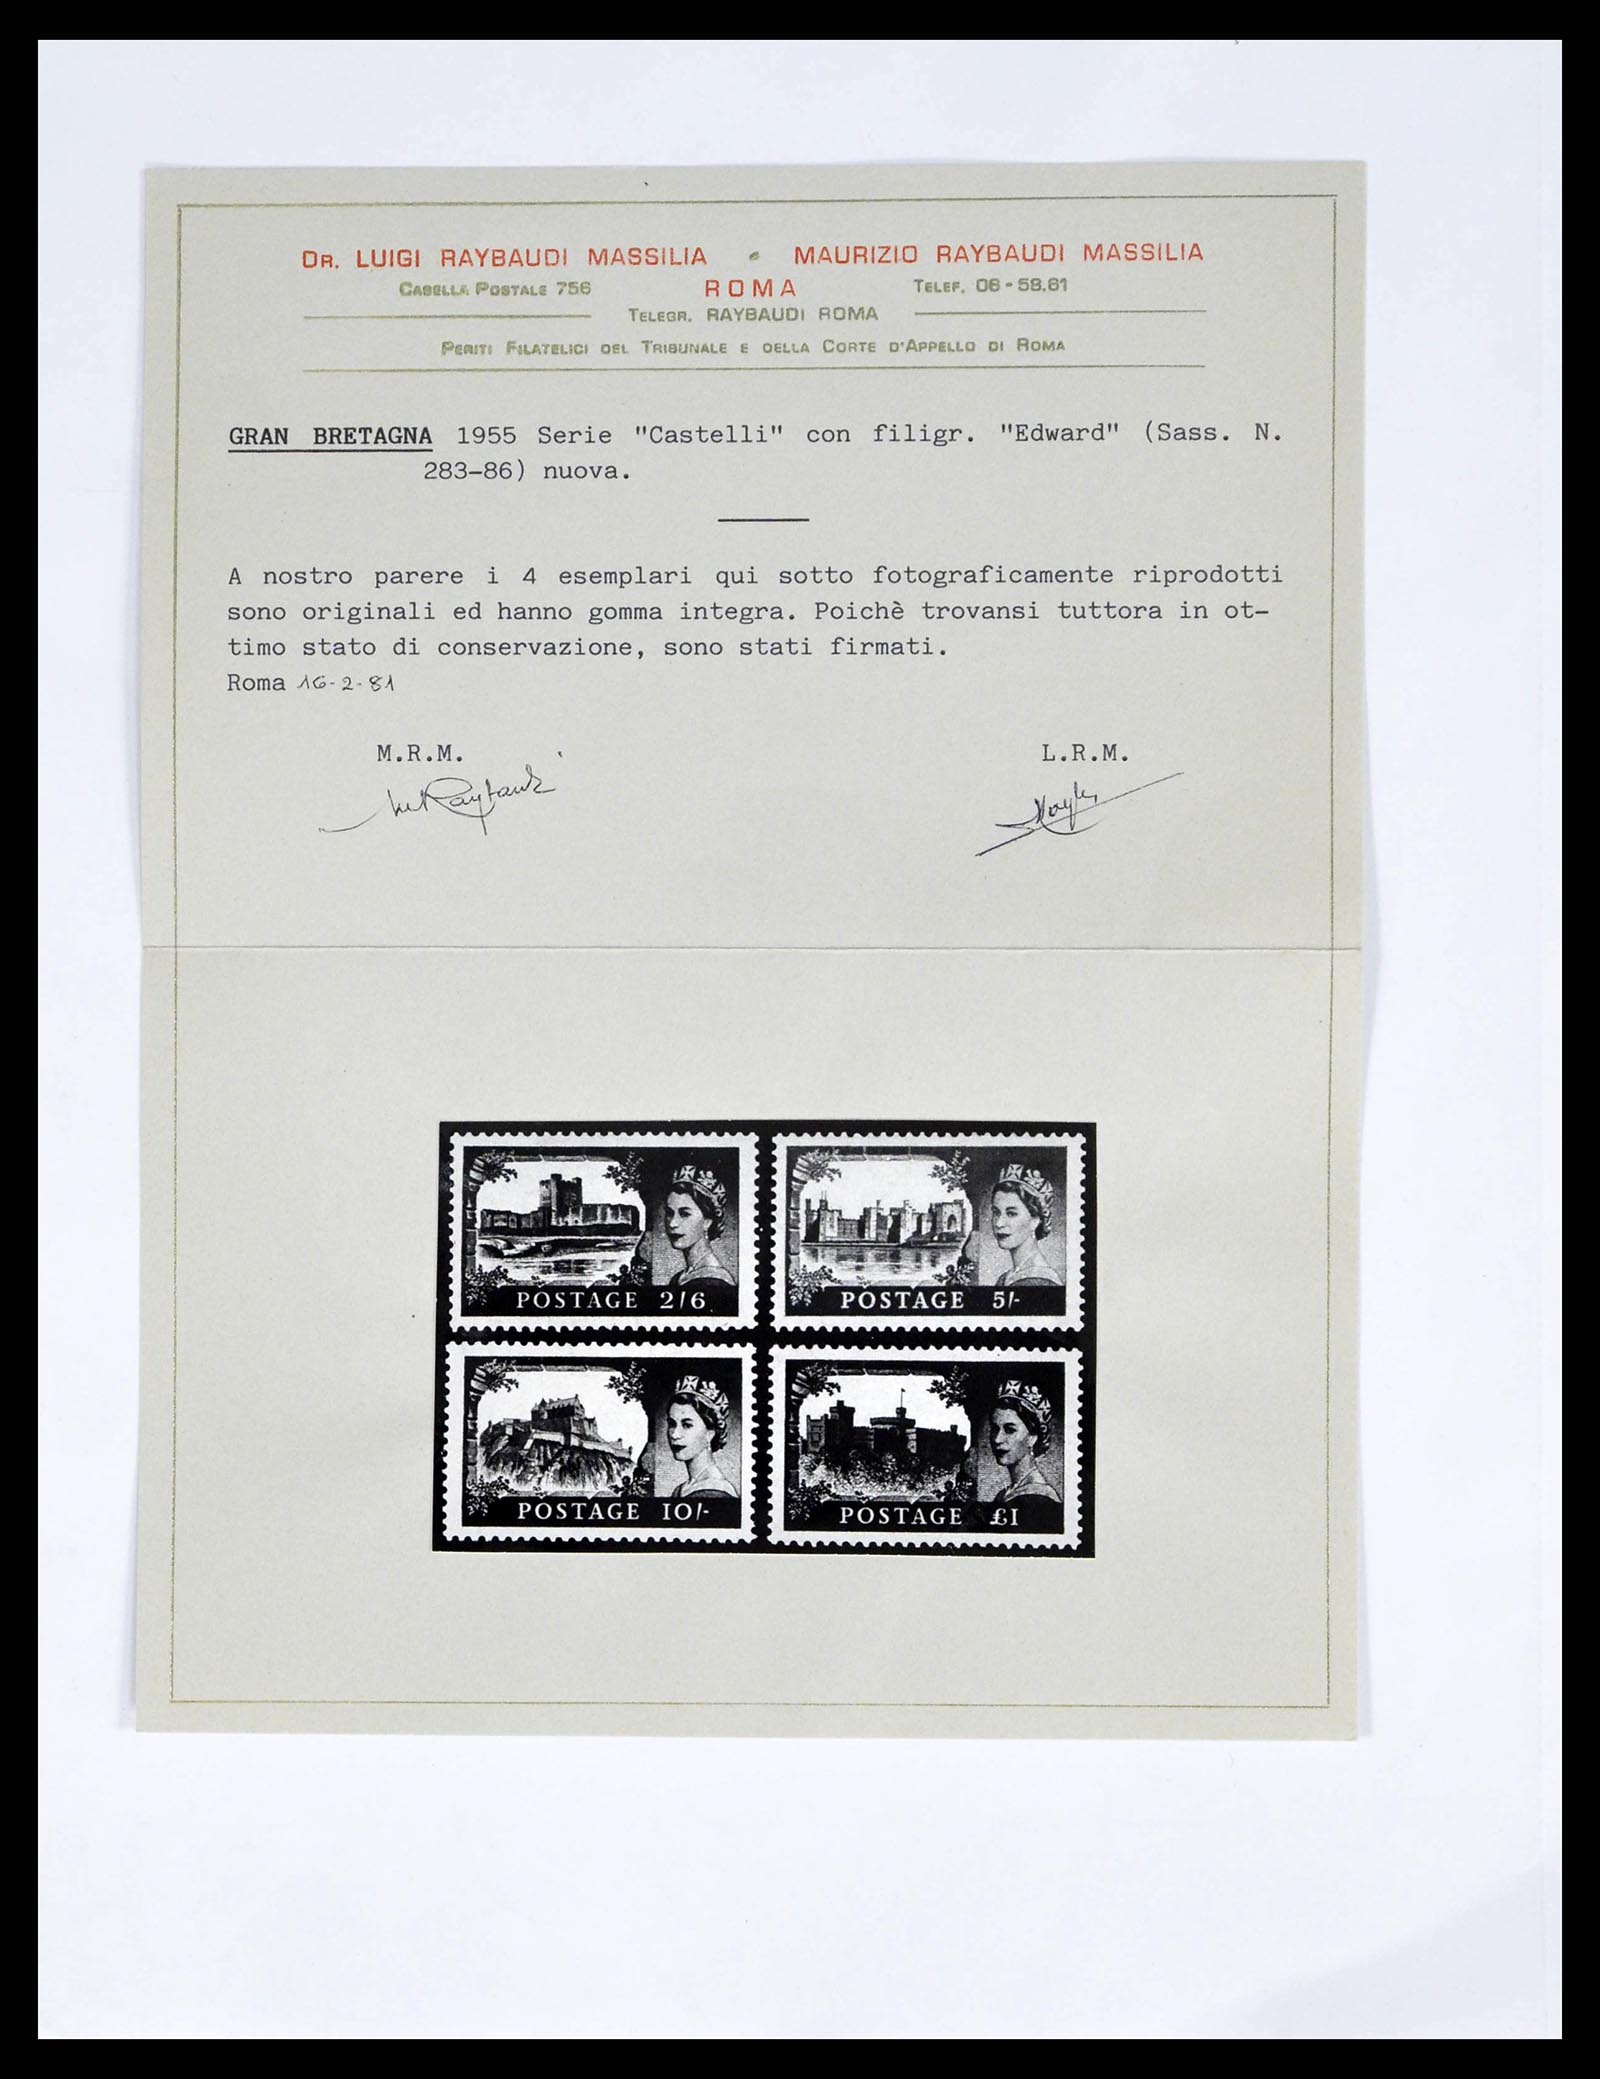 DR. LUIGI RAYBAUDI MASSILIA • MAURIZIO RAYBAUDI MASSILIA
CASELLA POSTALE 756 ROMA TELEF. 06-58.61
TELEGR. RAYBAUDI ROMA
PERITI FILATELICI DEL TRIBUNALE E DELLA CORTE D'APPELLO DI ROMA
GRAN BRETAGNA 1955 Serie "Castelli" con filigr. "Edward" (Sass. N.
283-86) nuova.
A nostro parere i 4 esemplari qui sotto fotograficamente riprodotti
sono originali ed hanno gomma integra. Poichè trovansi tuttora in ot-
timo stato di conservazione, sono stati firmati.
Roma 16-2-81
M.R.M. L.R.M.
POSTAGE 2/6 POSTAGE 5/-
POSTAGE 10/- POSTAGE £1